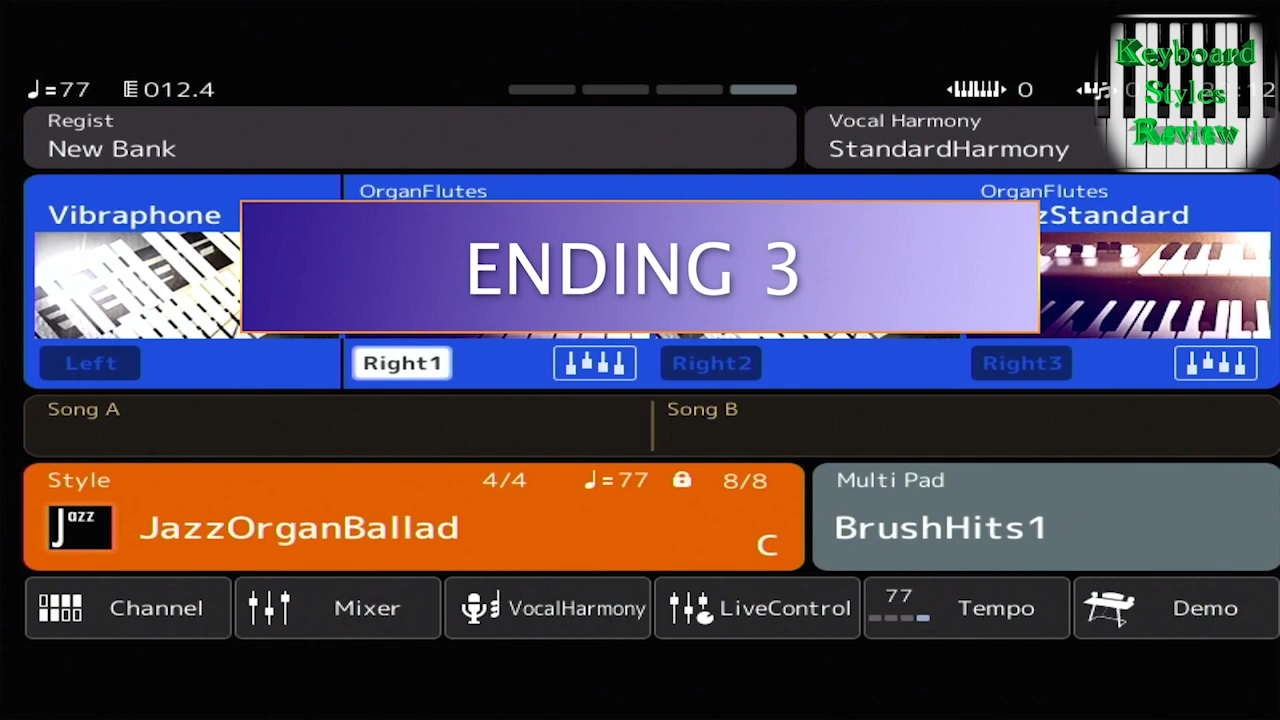 =77 012.4 0
Keyboard
Styles
Review
Regist
New Bank
Vocal Harmony
StandardHarmony
Vibraphone
OrganFlutes
OrganFlutes
zStandard
ENDING 3
Left
Right1
Right2
Right3
Song A
Song B
Style 4/4 =77 8/8
Jazz
JazzOrganBallad
C
Multi Pad
BrushHits1
Channel
Mixer
VocalHarmony
LiveControl
77
Tempo
Demo